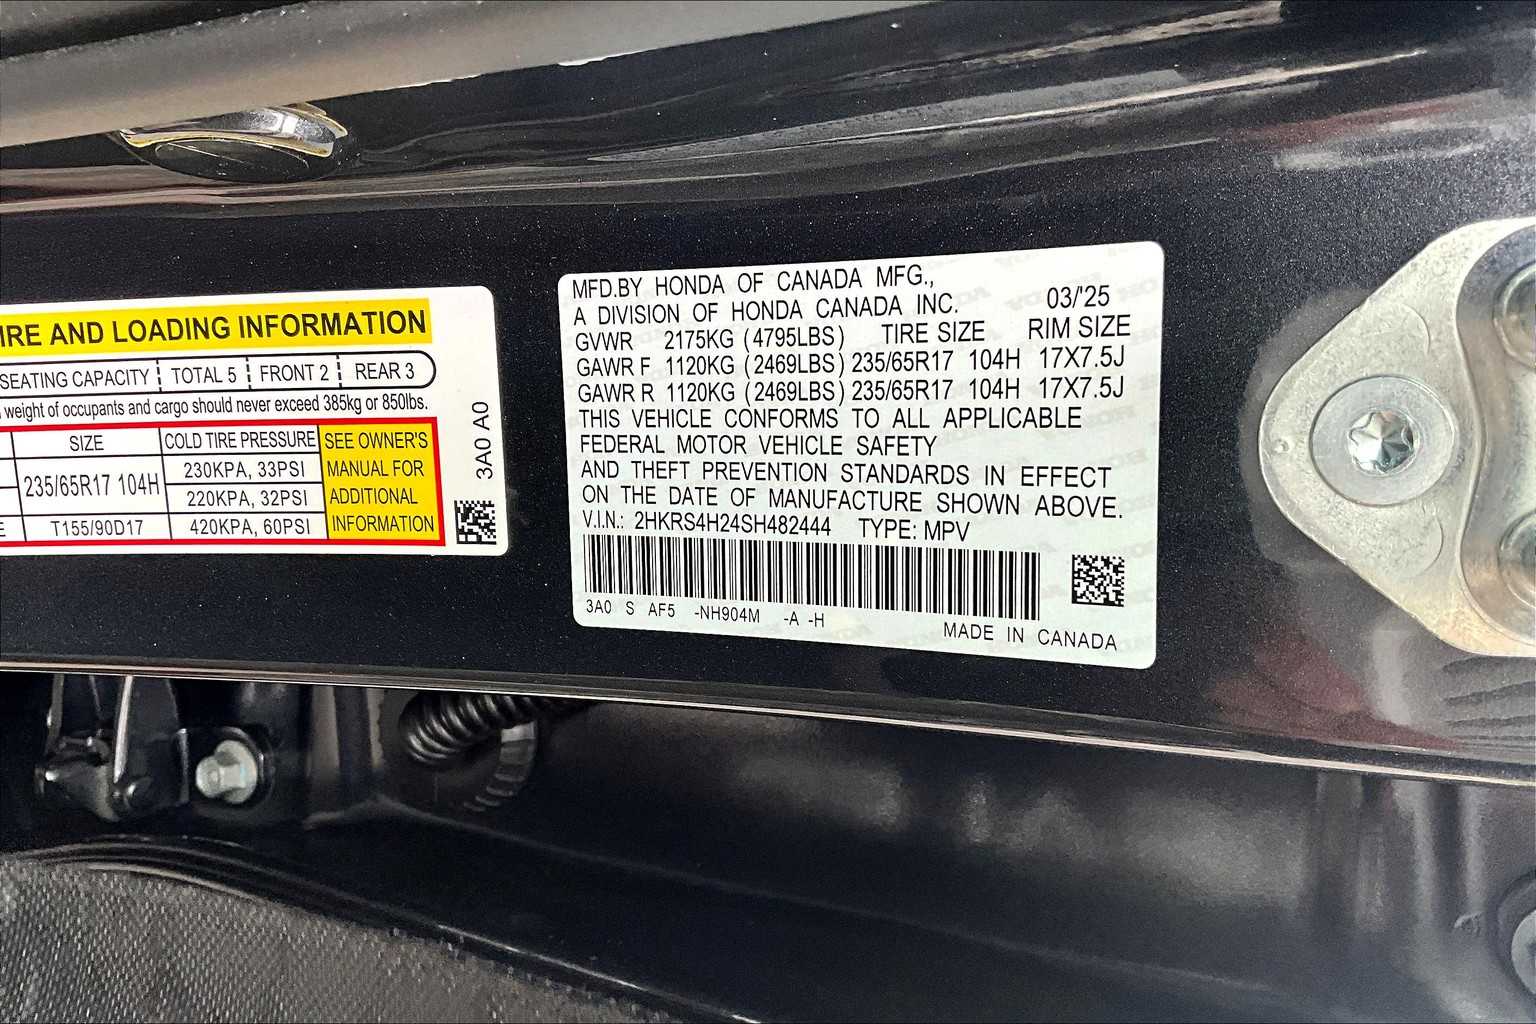 IRE AND LOADING INFORMATION
SEATING CAPACITY TOTAL 5 FRONT 2 REAR 3
weight of occupants and cargo should never exceed 385kg or 850lbs.
SIZE COLD TIRE PRESSURE SEE OWNER'S
235/65R17 104H 230KPA, 33PSI MANUAL FOR
220KPA, 32PSI ADDITIONAL
E T155/90D17 420KPA, 60PSI INFORMATION
3A0 A0
MFD.BY HONDA OF CANADA MFG.,
A DIVISION OF HONDA CANADA INC. 03/'25
GVWR 2175KG (4795LBS) TIRE SIZE RIM SIZE
GAWR F 1120KG (2469LBS) 235/65R17 104H 17X7.5J
GAWR R 1120KG (2469LBS) 235/65R17 104H 17X7.5J
THIS VEHICLE CONFORMS TO ALL APPLICABLE
FEDERAL MOTOR VEHICLE SAFETY
AND THEFT PREVENTION STANDARDS IN EFFECT
ON THE DATE OF MANUFACTURE SHOWN ABOVE.
V.I.N.: 2HKRS4H24SH482444 TYPE: MPV
3A0 S AF5 -NH904M -A -H
MADE IN CANADA